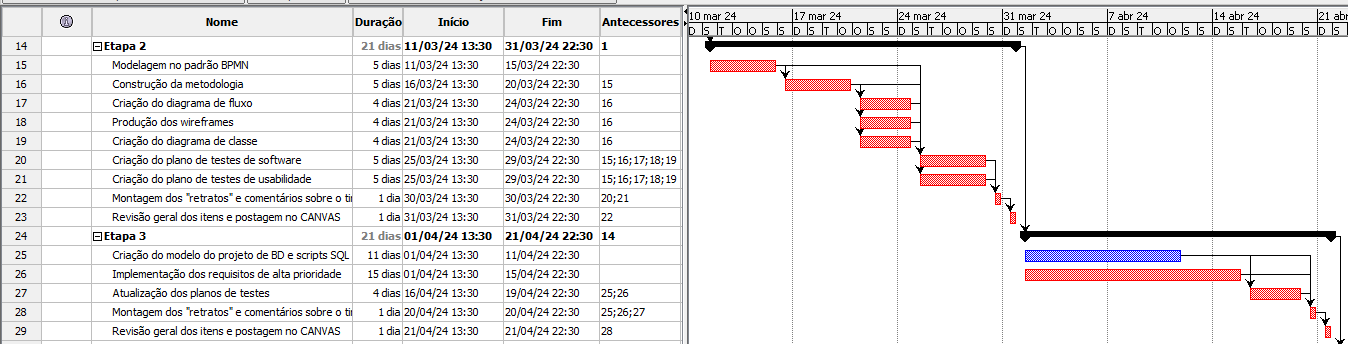 Nome Duração Início Fim Antecessores
10 mar 24 17 mar 24 24 mar 24 31 mar 24 7 abr 24 14 abr 24 21 abr
D S T Q Q S S D S T Q Q S S D S T Q Q S S D S T Q Q S S D S T Q Q S S D S T Q Q S S D S
14 Etapa 2 21 dias 11/03/24 13:30 31/03/24 22:30 1
15 Modelagem no padrão BPMN 5 dias 11/03/24 13:30 15/03/24 22:30
16 Construção da metodologia 5 dias 16/03/24 13:30 20/03/24 22:30 15
17 Criação do diagrama de fluxo 4 dias 21/03/24 13:30 24/03/24 22:30 16
18 Produção dos wireframes 4 dias 21/03/24 13:30 24/03/24 22:30 16
19 Criação do diagrama de classe 4 dias 21/03/24 13:30 24/03/24 22:30 16
20 Criação do plano de testes de software 5 dias 25/03/24 13:30 29/03/24 22:30 15;16;17;18;19
21 Criação do plano de testes de usabilidade 5 dias 25/03/24 13:30 29/03/24 22:30 15;16;17;18;19
22 Montagem dos "retratos" e comentários sobre o ti 1 dia 30/03/24 13:30 30/03/24 22:30 20;21
23 Revisão geral dos itens e postagem no CANVAS 1 dia 31/03/24 13:30 31/03/24 22:30 22
24 Etapa 3 21 dias 01/04/24 13:30 21/04/24 22:30 14
25 Criação do modelo do projeto de BD e scripts SQL 11 dias 01/04/24 13:30 11/04/24 22:30
26 Implementação dos requisitos de alta prioridade 15 dias 01/04/24 13:30 15/04/24 22:30
27 Atualização dos planos de testes 4 dias 16/04/24 13:30 19/04/24 22:30 25;26
28 Montagem dos "retratos" e comentários sobre o ti 1 dia 20/04/24 13:30 20/04/24 22:30 25;26;27
29 Revisão geral dos itens e postagem no CANVAS 1 dia 21/04/24 13:30 21/04/24 22:30 28